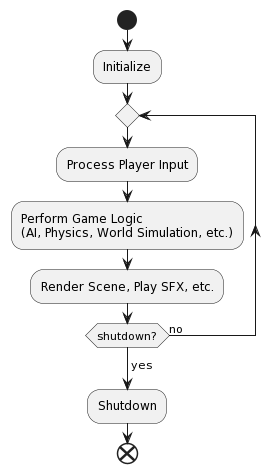 Initialize
Process Player Input
Perform Game Logic
(AI, Physics, World Simulation, etc.)
Render Scene, Play SFX, etc.
shutdown?
no
yes
Shutdown